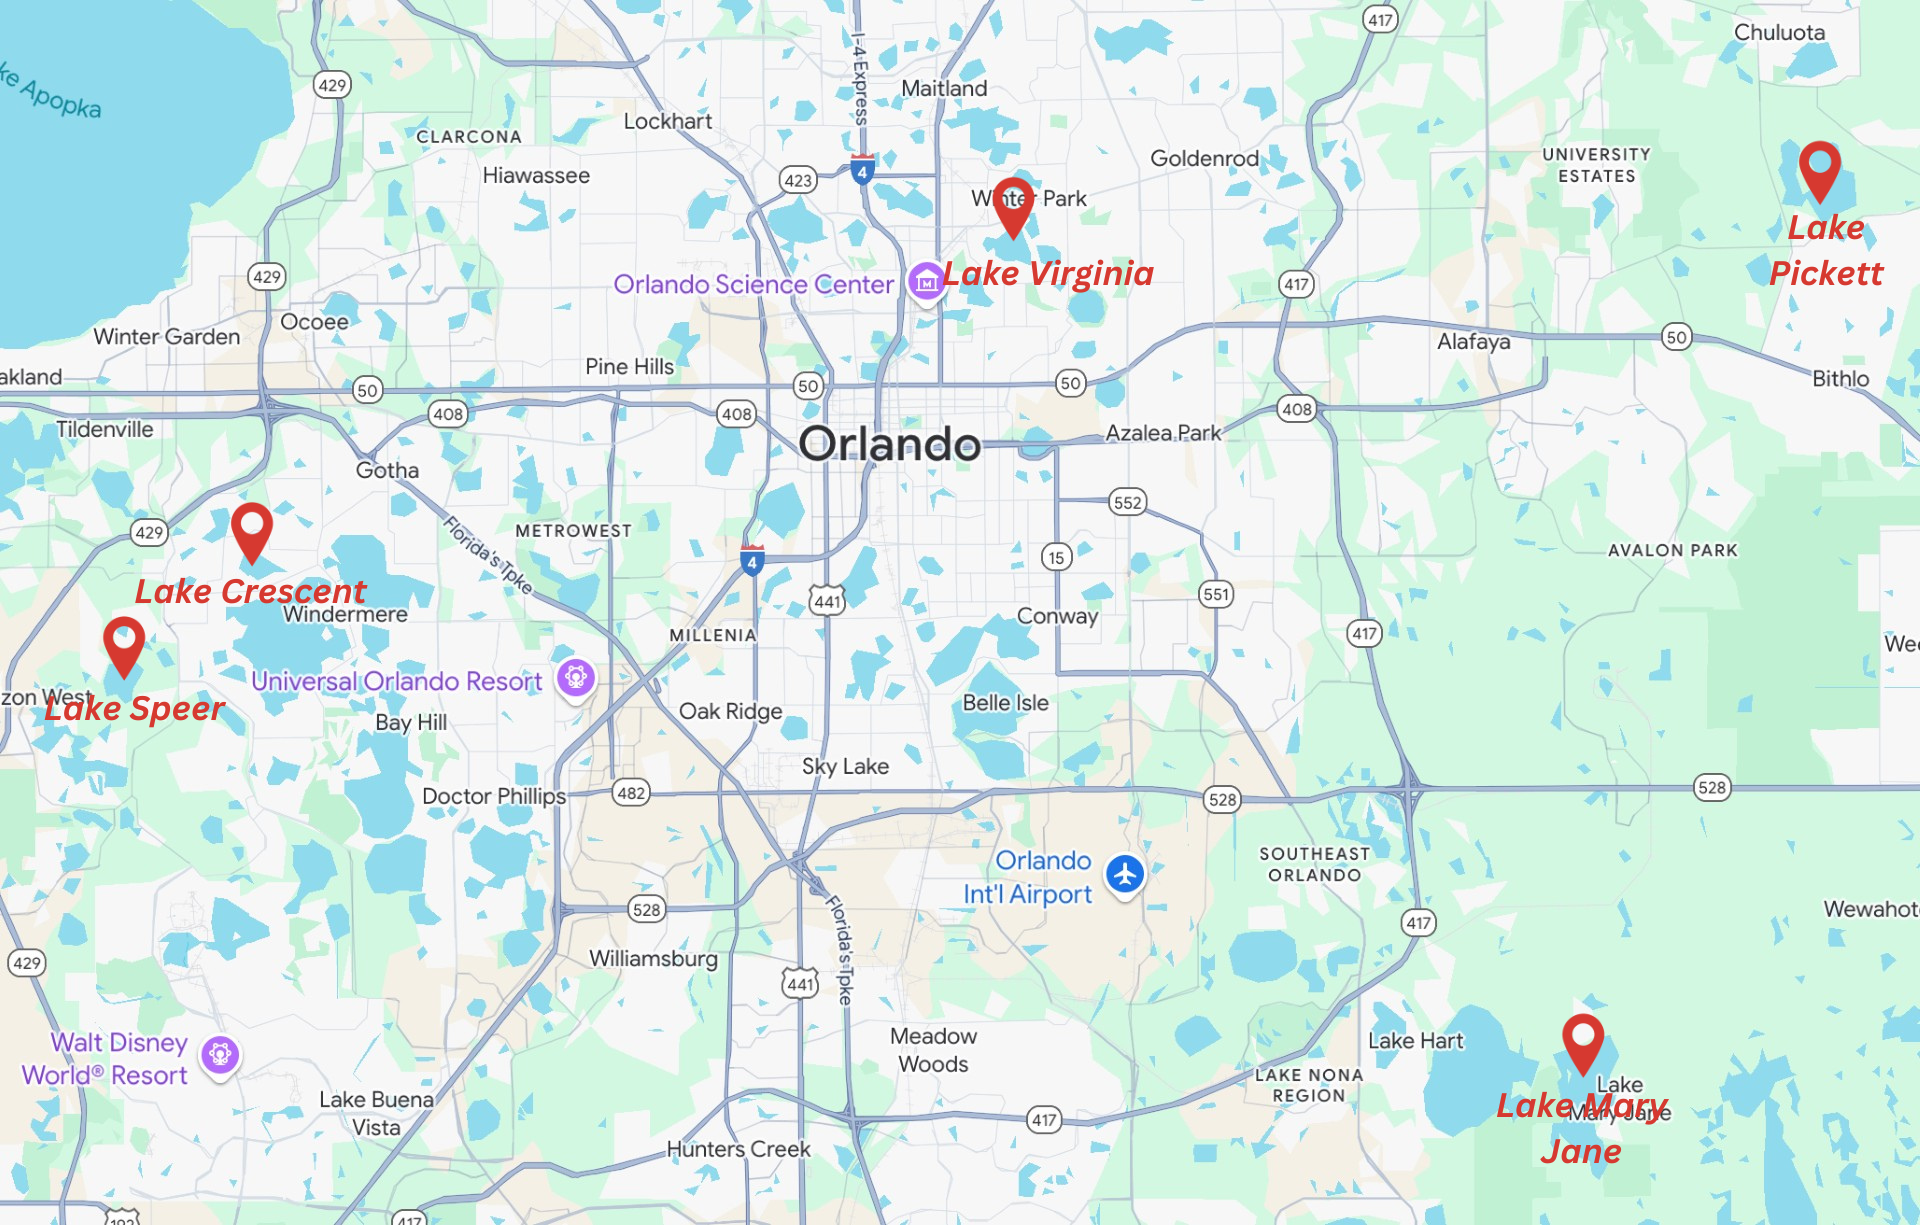 417
Chuluota
I-4 Express
429
ke Apopka
Maitland
Lockhart
CLARCONA
Hiawassee
423
4
Goldenrod
UNIVERSITY
ESTATES
Winter Park
Lake
Pickett
Orlando Science Center
Lake Virginia
429
417
Winter Garden
Ocoee
Alafaya
50
Pine Hills
akland
50
50
50
Bithlo
408
408
408
Tildenville
Orlando
Azalea Park
Gotha
429
Florida's Tpke
METROWEST
552
4
15
AVALON PARK
Lake Crescent
Windermere
441
551
Conway
MILLENIA
417
Wee
Universal Orlando Resort
zon West
Lake Speer
Bay Hill
Oak Ridge
Belle Isle
Sky Lake
Doctor Phillips
482
528
528
Orlando
Int'l Airport
SOUTHEAST
ORLANDO
528
Florida's Tpke
417
Wewahoto
429
Williamsburg
441
Walt Disney
World® Resort
Meadow
Woods
Lake Hart
LAKE NONA
REGION
Lake
Mary Jane
Lake Mary
Jane
Lake Buena
Vista
417
Hunters Creek
192
417